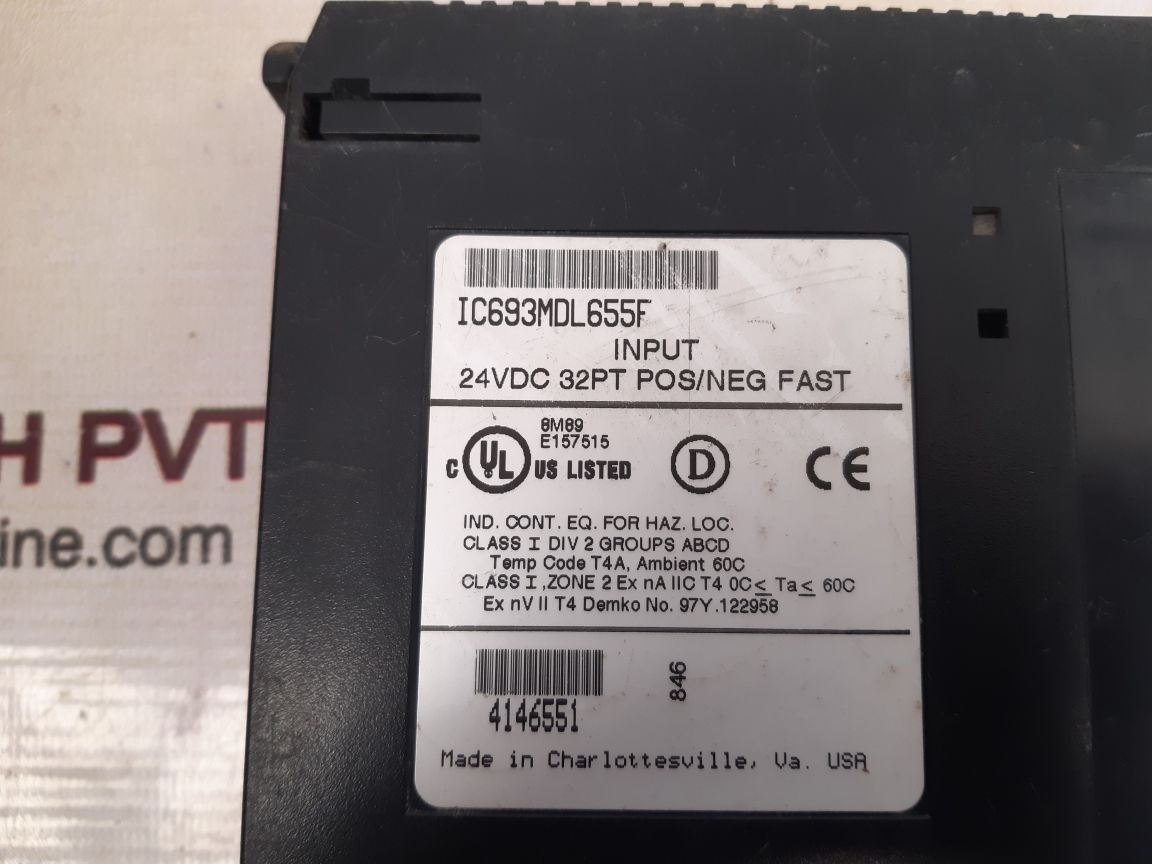 IC693MDL655F
INPUT
24VDC 32PT POS/NEG FAST
8M89
E157515
C UL US LISTED
D
CE
IND. CONT. EQ. FOR HAZ. LOC.
CLASS I DIV 2 GROUPS ABCD
Temp Code T4A, Ambient 60C
CLASS I ,ZONE 2 Ex nA IIC T4 0C≤ Ta≤ 60C
Ex nV II T4 Demko No. 97Y.122958
846
4146551
Made in Charlottesville, Va. USA
H PVT
ine.com